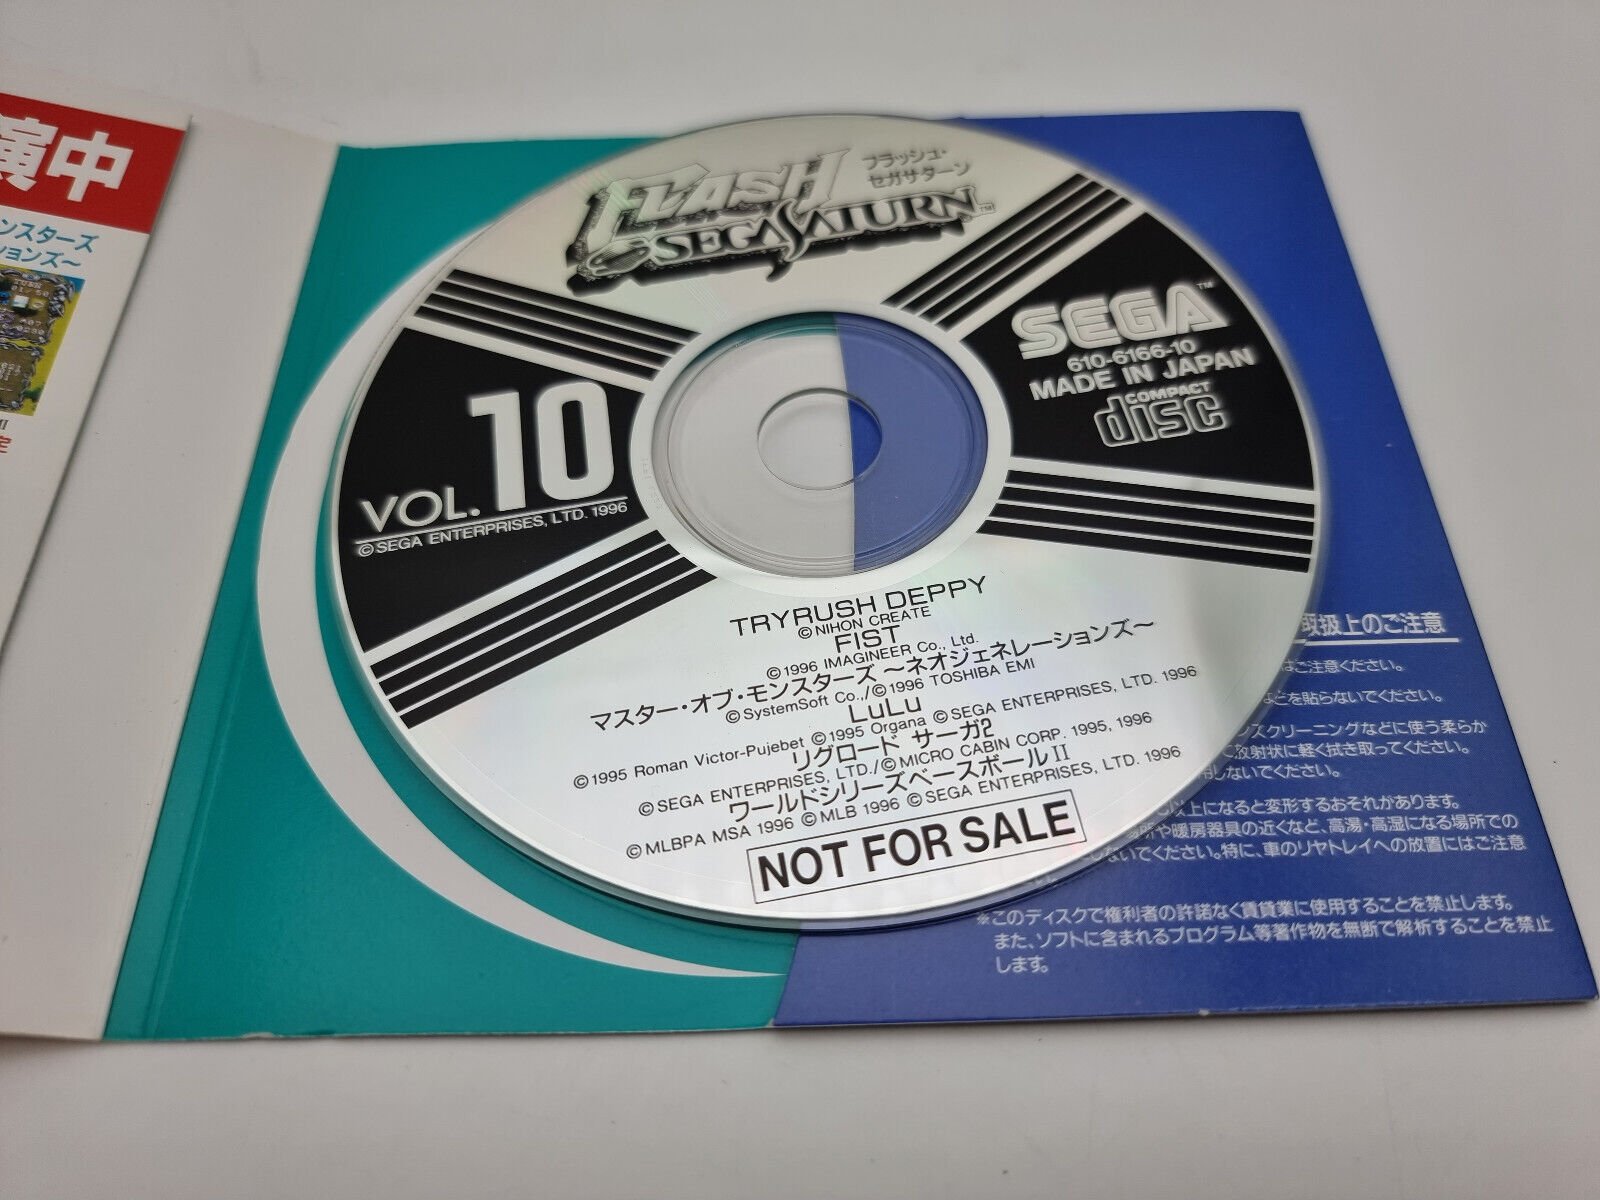 演中
ンスターズ
ションズ〜
FLASH
フラッシュ・
セガサターン
SEGA SATURN™
SEGA™
610-6166-10
MADE IN JAPAN
COMPACT
disc
VOL. 10
©SEGA ENTERPRISES, LTD. 1996
TRYRUSH DEPPY
©NIHON CREATE
FIST
©1996 IMAGINEER Co., Ltd.
マスター・オブ・モンスターズ 〜ネオジェネレーションズ〜
©SystemSoft Co.,/©1996 TOSHIBA EMI
LuLu
©1995 Roman Victor-Pujebet ©1995 Organa ©SEGA ENTERPRISES, LTD. 1996
リグロード サーガ2
©SEGA ENTERPRISES, LTD./©MICRO CABIN CORP. 1995, 1996
ワールドシリーズベースボールII
©MLBPA MSA 1996 ©MLB 1996 ©SEGA ENTERPRISES, LTD. 1996
NOT FOR SALE
取扱上のご注意
はご注意ください。
などを貼らないでください。
ンズクリーニングなどに使う柔らか
放射状に軽く拭き取ってください。
しないでください。
以上になると変形するおそれがあります。
場所や暖房器具の近くなど、高湯・高湿になる場所での
ないでください。特に、車のリヤトレイへの放置にはご注意
※このディスクで権利者の許諾なく賃貸業に使用することを禁止します。
また、ソフトに含まれるプログラム等著作物を無断で解析することを禁止
します。